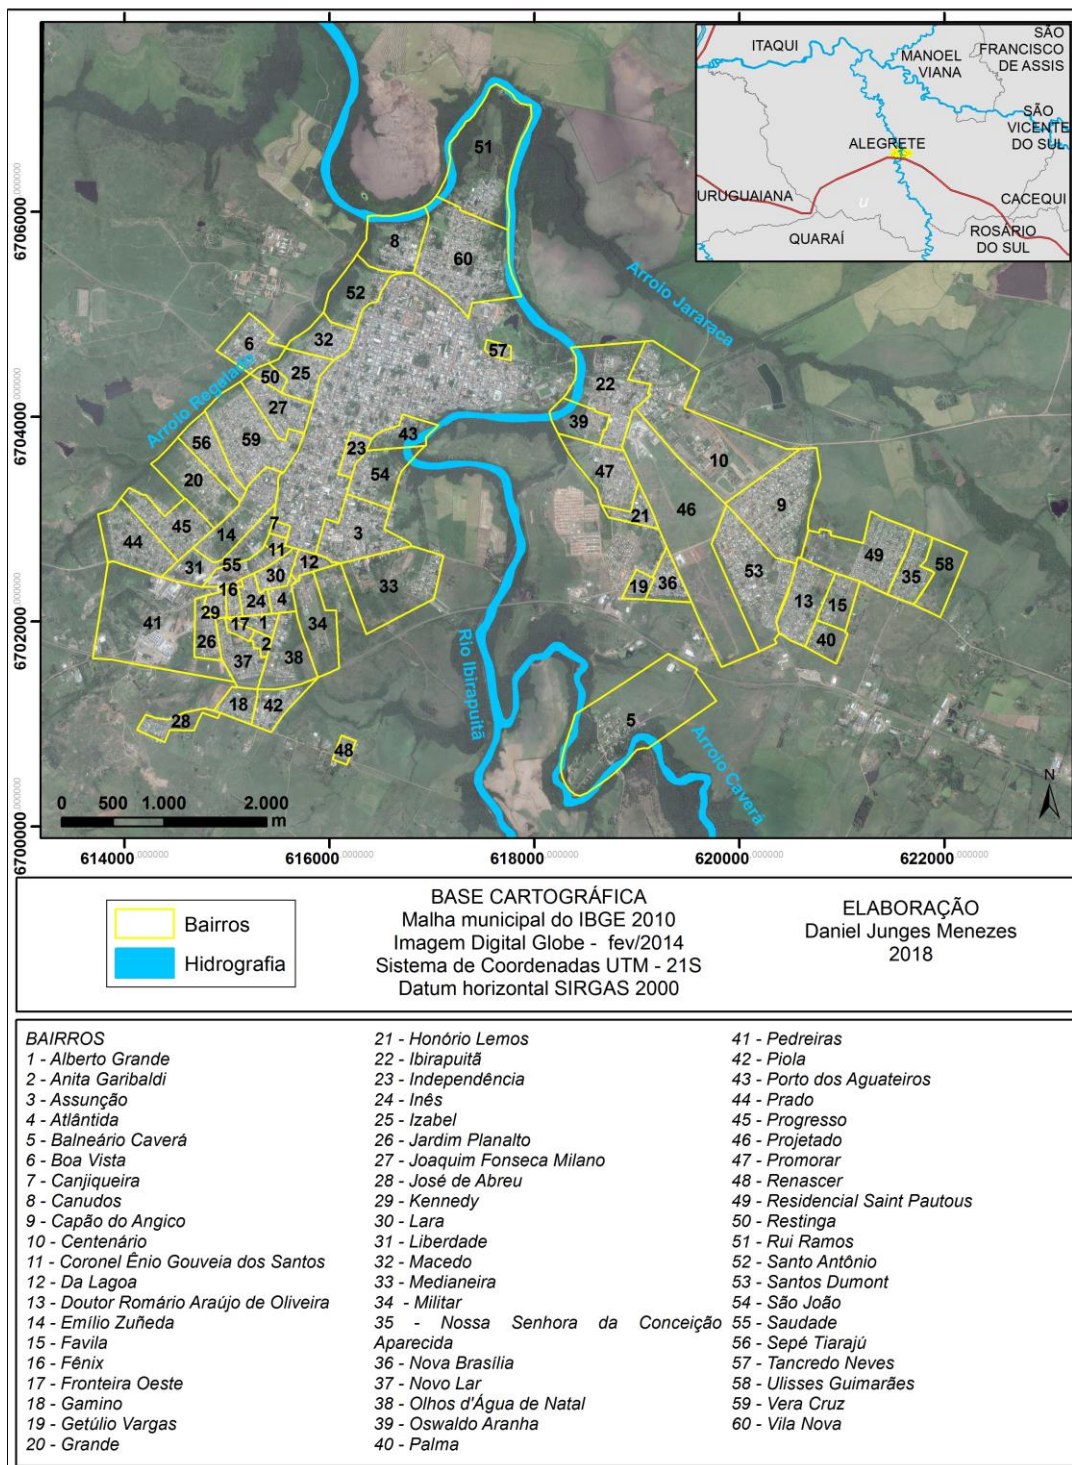 ITAQUI
SÃO
FRANCISCO
DE ASSIS
MANOEL
VIANA
SÃO
VICENTE
DO SUL
ALEGRETE
URUGUAIANA
CACEQUI
QUARAÍ
ROSÁRIO
DO SUL
u
51
8
60
52
Arroio Jararaca
32
57
6
50
25
22
Arroio Regalado
27
39
43
56
59
23
10
54
47
20
46
9
45
7
21
44
14
3
49
11
12
53
58
31
55
30
33
35
16
19
36
13
15
24
4
29
41
17
1
34
40
26
2
38
37
Rio Ibirapuitã
18
42
5
28
48
Arroio Caverá
N
0 500 1.000 2.000
m
6706000,000000
6704000,000000
6702000,000000
6700000,000000
614000,000000 616000,000000 618000,000000 620000,000000 622000,000000
Bairros
Hidrografia
BASE CARTOGRÁFICA
Malha municipal do IBGE 2010
Imagem Digital Globe - fev/2014
Sistema de Coordenadas UTM - 21S
Datum horizontal SIRGAS 2000
ELABORAÇÃO
Daniel Junges Menezes
2018
BAIRROS
1 - Alberto Grande
2 - Anita Garibaldi
3 - Assunção
4 - Atlântida
5 - Balneário Caverá
6 - Boa Vista
7 - Canjiqueira
8 - Canudos
9 - Capão do Angico
10 - Centenário
11 - Coronel Ênio Gouveia dos Santos
12 - Da Lagoa
13 - Doutor Romário Araújo de Oliveira
14 - Emílio Zuñeda
15 - Favila
16 - Fênix
17 - Fronteira Oeste
18 - Gamino
19 - Getúlio Vargas
20 - Grande
21 - Honório Lemos
22 - Ibirapuitã
23 - Independência
24 - Inês
25 - Izabel
26 - Jardim Planalto
27 - Joaquim Fonseca Milano
28 - José de Abreu
29 - Kennedy
30 - Lara
31 - Liberdade
32 - Macedo
33 - Medianeira
34 - Militar
35 - Nossa Senhora da Conceição
Aparecida
36 - Nova Brasília
37 - Novo Lar
38 - Olhos d'Água de Natal
39 - Oswaldo Aranha
40 - Palma
41 - Pedreiras
42 - Piola
43 - Porto dos Aguateiros
44 - Prado
45 - Progresso
46 - Projetado
47 - Promorar
48 - Renascer
49 - Residencial Saint Pautous
50 - Restinga
51 - Rui Ramos
52 - Santo Antônio
53 - Santos Dumont
54 - São João
55 - Saudade
56 - Sepé Tiarajú
57 - Tancredo Neves
58 - Ulisses Guimarães
59 - Vera Cruz
60 - Vila Nova